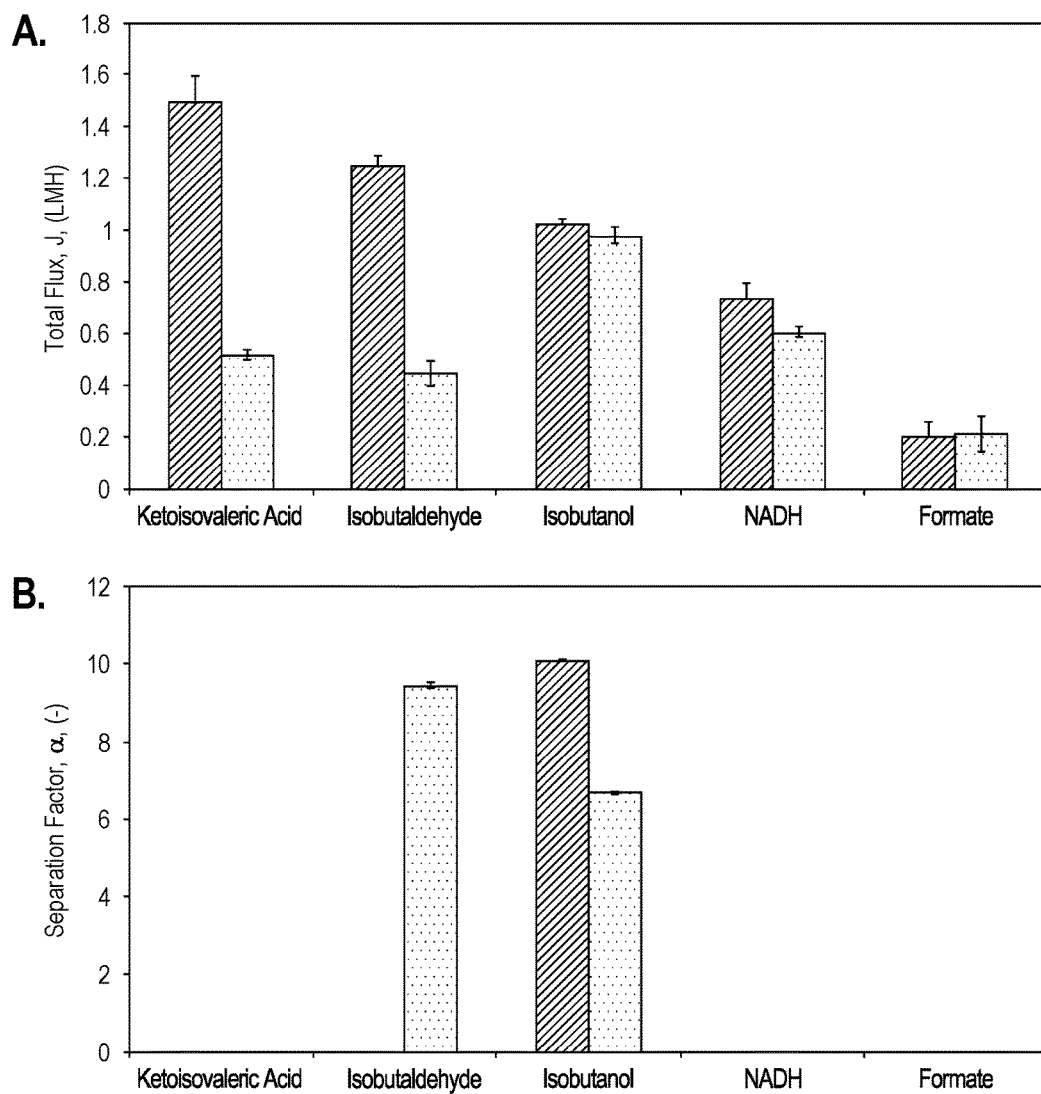 A.
Total Flux, J, (LMH)
1.8
1.6
1.4
1.2
1
0.8
0.6
0.4
0.2
0
Ketoisovaleric Acid Isobutaldehyde Isobutanol NADH Formate
B.
Separation Factor, α, (-)
12
10
8
6
4
2
0
Ketoisovaleric Acid Isobutaldehyde Isobutanol NADH Formate